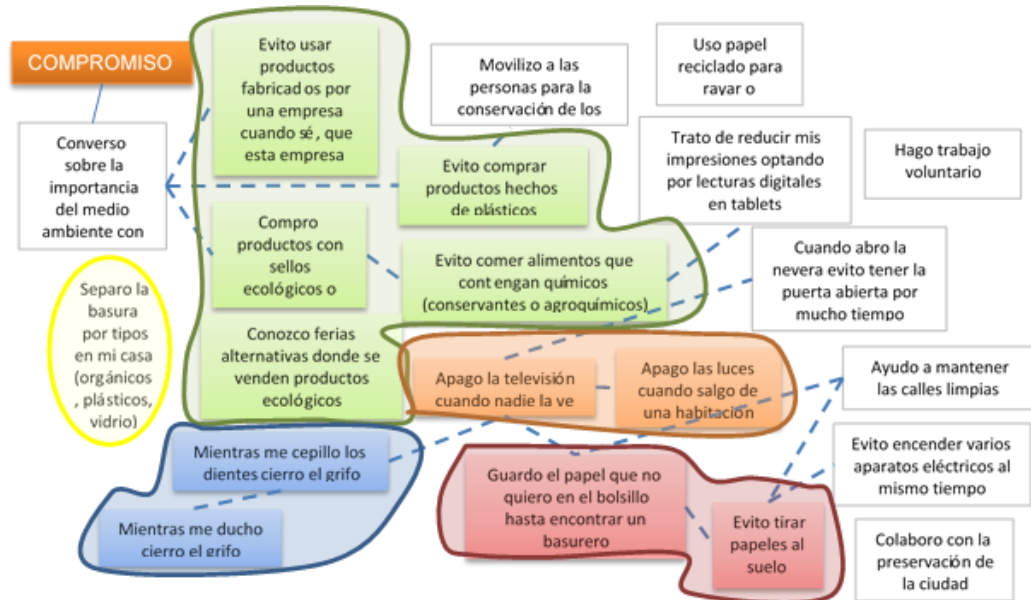 COMPROMISO
Converso
sobre la
importancia
del medio
ambiente con
Evito usar
productos
fabricados por
una empresa
cuando sé, que
esta empresa
Movilizo a las
personas para la
conservación de los
Uso papel
reciclado para
rayar o
Evito comprar
productos hechos
de plásticos
Trato de reducir mis
impresiones optando
por lecturas digitales
en tablets
Hago trabajo
voluntario
Compro
productos con
sellos
ecológicos o
Evito comer alimentos que
contengan químicos
(conservantes o agroquímicos)
Cuando abro la
nevera evito tener la
puerta abierta por
mucho tiempo
Separo la
basura
por tipos
en mi casa
(orgánicos
, plásticos,
vidrio)
Conozco ferias
alternativas donde se
venden productos
ecológicos
Apago la televisión
cuando nadie la ve
Apago las luces
cuando salgo de
una habitación
Ayudo a mantener
las calles limpias
Mientras me cepillo los
dientes cierro el grifo
Guardo el papel que no
quiero en el bolsillo
hasta encontrar un
basurero
Evito encender varios
aparatos eléctricos al
mismo tiempo
Mientras me ducho
cierro el grifo
Evito tirar
papeles al
suelo
Colaboro con la
preservación de
la ciudad